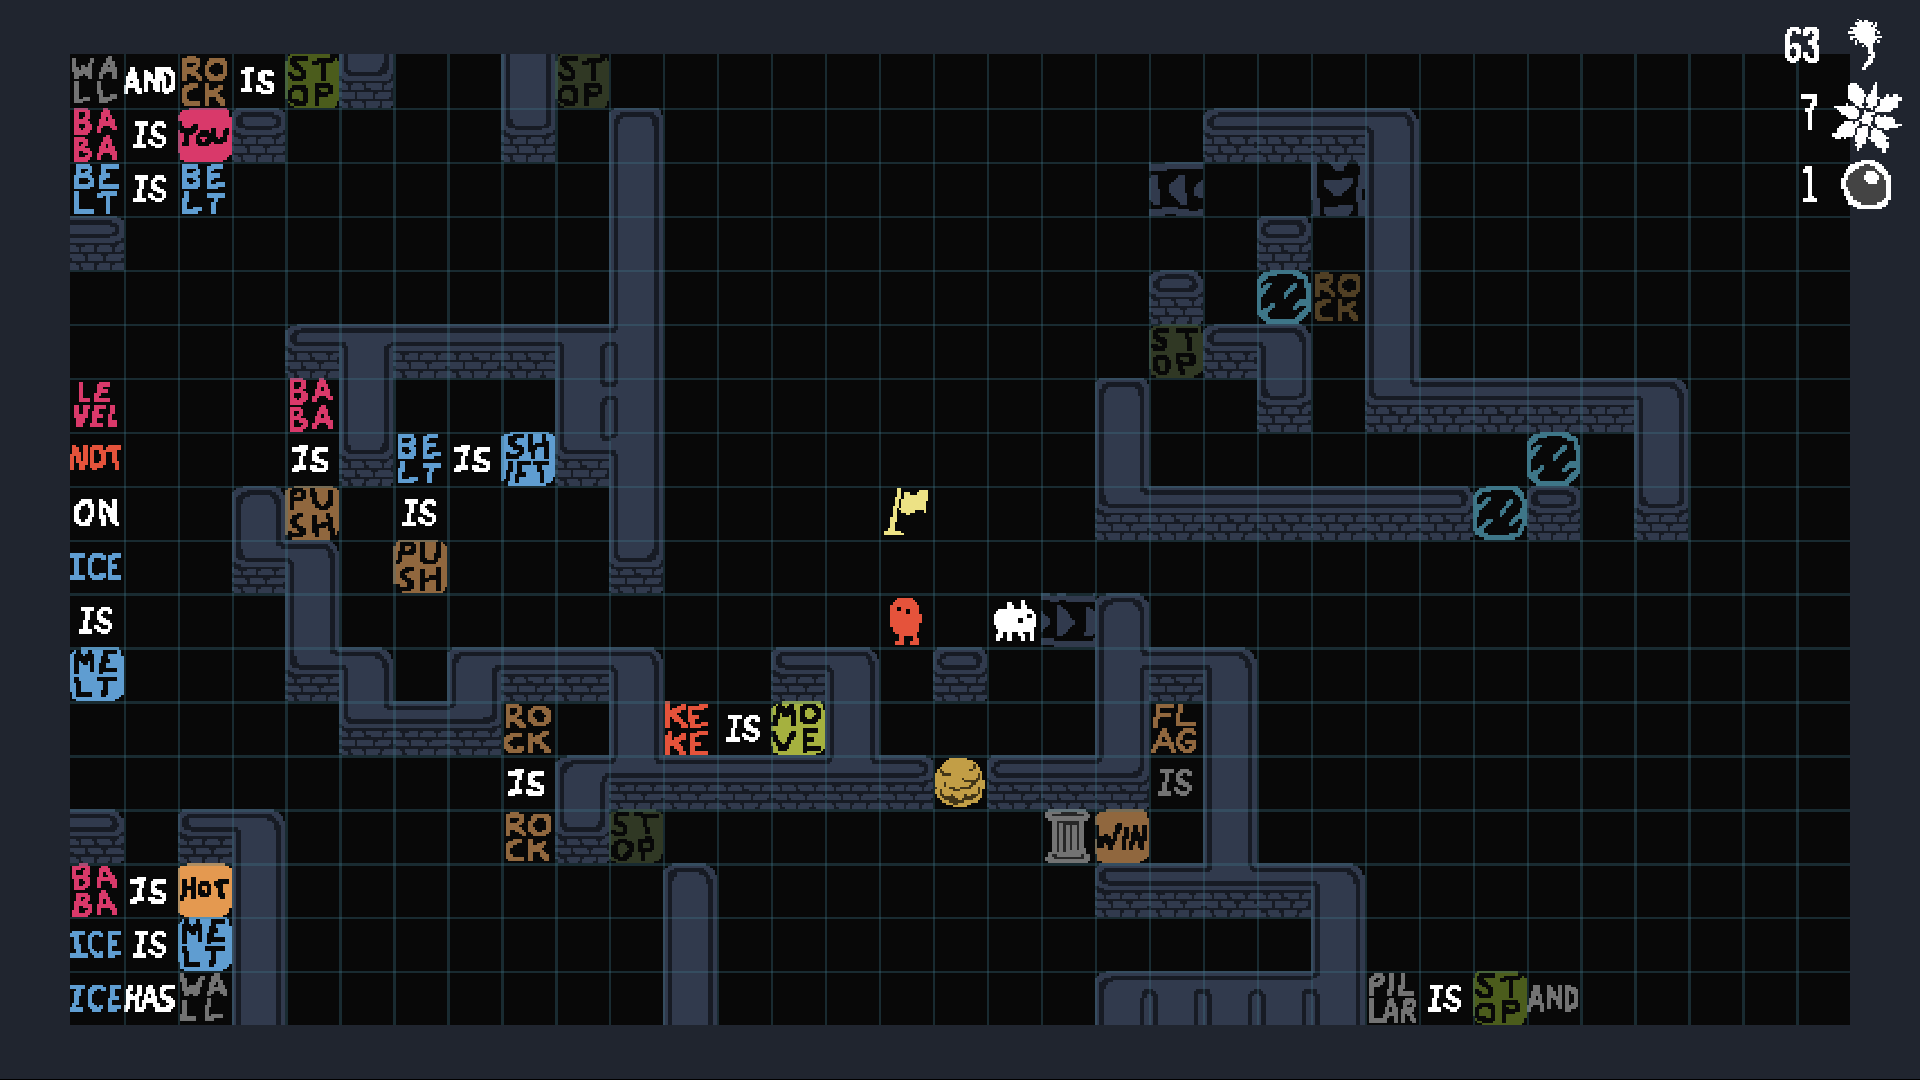 63
WALL AND ROCK IS STOP STOP
7
BABA IS YOU
1
BELT IS BELT
ROCK
STOP
LEVEL BABA
NOT IS BELT IS SHIFT
ON PUSH IS
ICE PUSH
IS
MELT
ROCK KEKE IS MOVE FLAG
IS IS
ROCK STOP WIN
BABA IS HOT
ICE IS MELT
ICE HAS WALL PILLAR IS STOP AND